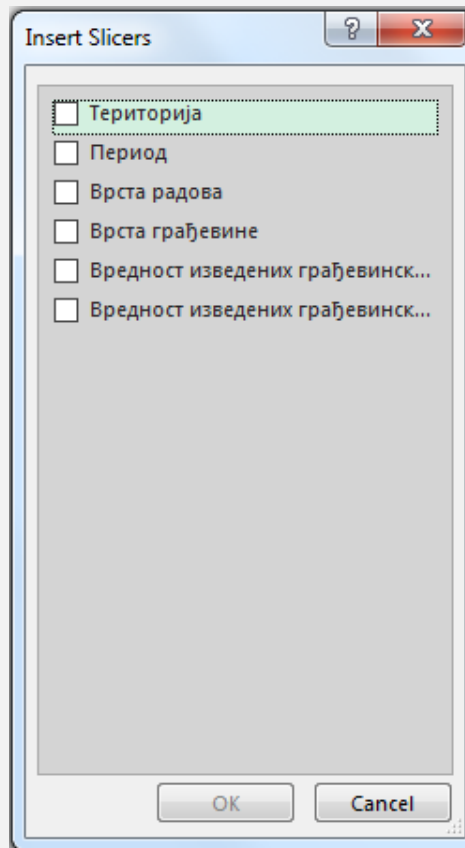 Insert Slicers
Територија
Период
Врста радова
Врста грађевине
Вредност изведених грађевинск...
Вредност изведених грађевинск...
OK
Cancel